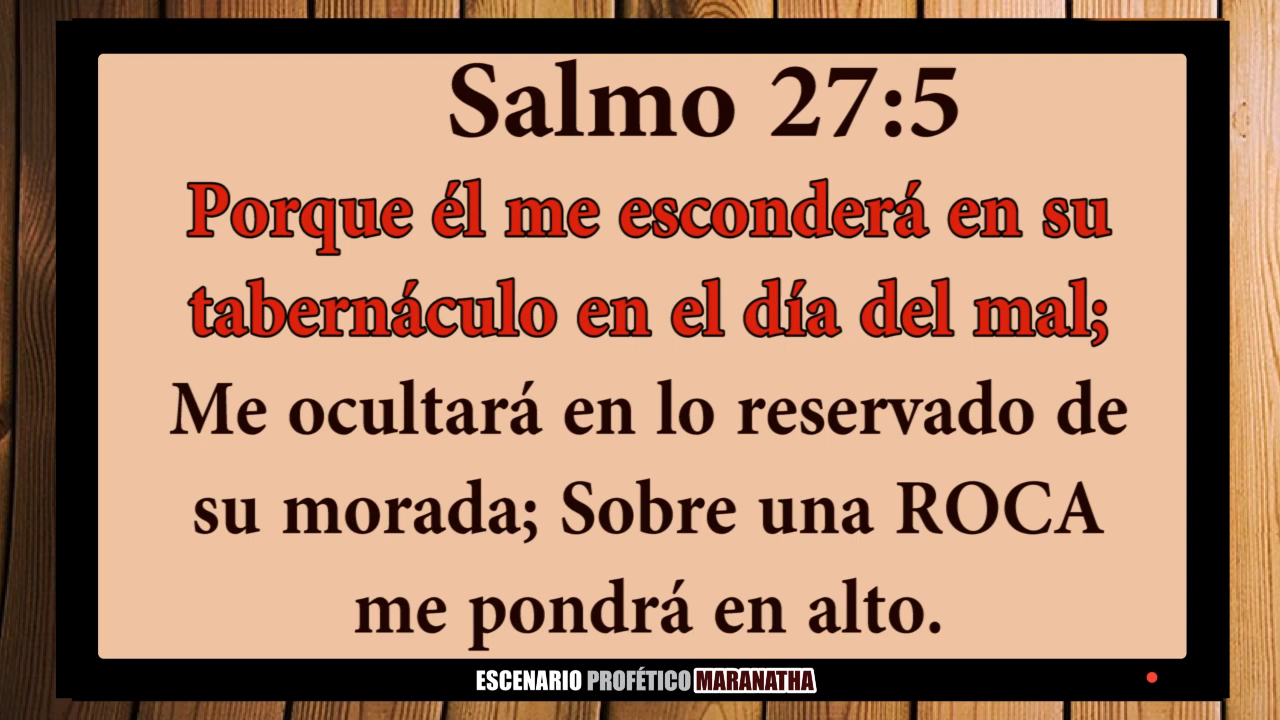 Salmo 27:5
Porque él me esconderá en su
tabernáculo en el día del mal;
Me ocultará en lo reservado de
su morada; Sobre una ROCA
me pondrá en alto.
ESCENARIO PROFÉTICO MARANATHA